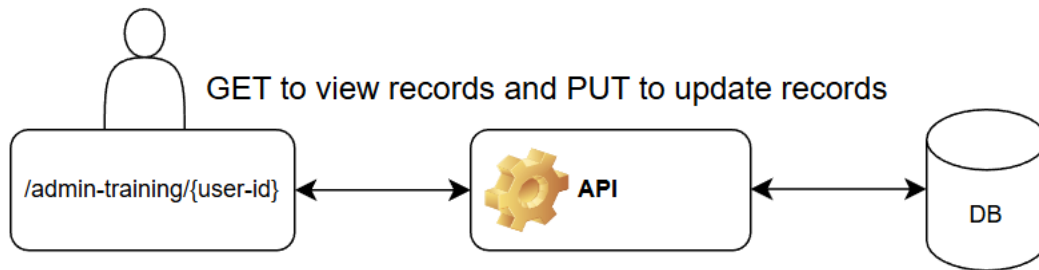 GET to view records and PUT to update records
/admin-training/{user-id}
API
DB